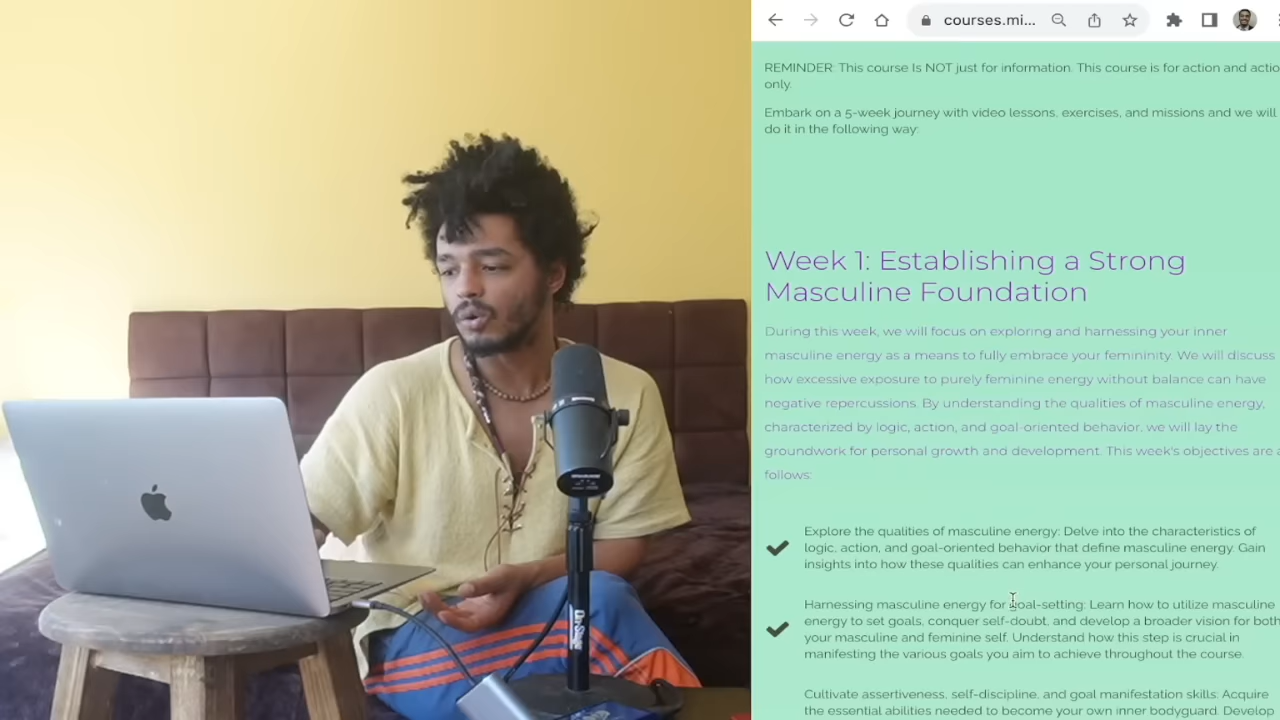 courses.mi...
REMINDER: This course Is NOT just for information. This course is for action and actio
only.
Embark on a 5-week journey with video lessons, exercises, and missions and we will
do it in the following way:
Week 1: Establishing a Strong
Masculine Foundation
During this week, we will focus on exploring and harnessing your inner
masculine energy as a means to fully embrace your femininity. We will discuss
how excessive exposure to purely feminine energy without balance can have
negative repercussions. By understanding the qualities of masculine energy,
characterized by logic, action, and goal-oriented behavior, we will lay the
groundwork for personal growth and development. This week's objectives are a
follows:
Explore the qualities of masculine energy: Delve into the characteristics of
logic, action, and goal-oriented behavior that define masculine energy. Gain
insights into how these qualities can enhance your personal journey.
Harnessing masculine energy for goal-setting: Learn how to utilize masculine
energy to set goals, conquer self-doubt, and develop a broader vision for both
your masculine and feminine self. Understand how this step is crucial in
manifesting the various goals you aim to achieve throughout the course.
Cultivate assertiveness, self-discipline, and goal manifestation skills: Acquire
the essential abilities needed to become your own inner bodyguard. Develop
On-Stage